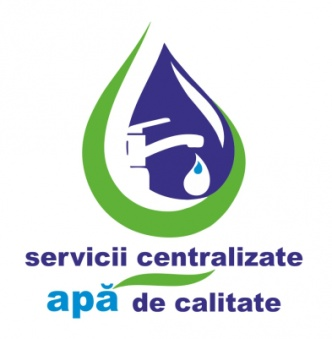 servicii centralizate
apă de calitate